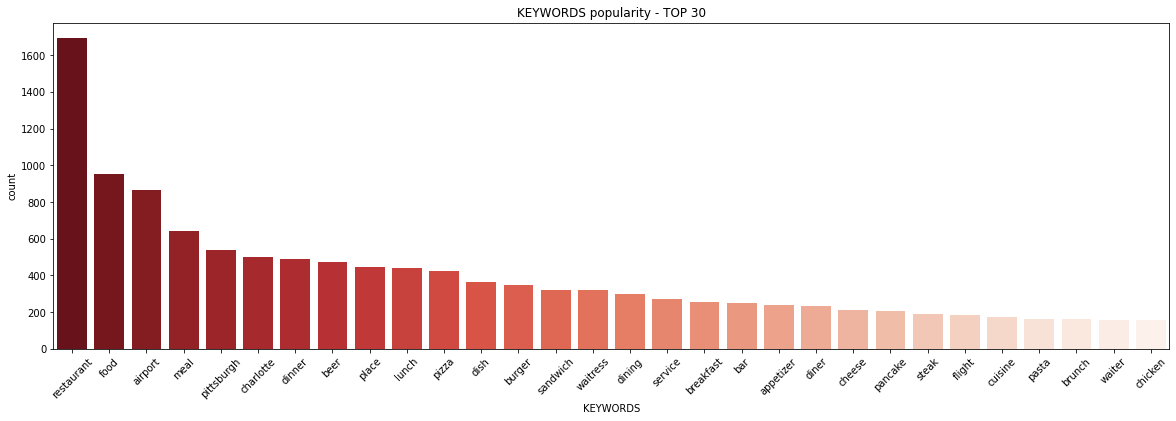 KEYWORDS popularity - TOP 30
count
1600
1400
1200
1000
800
600
400
200
0
restaurant food airport meal pittsburgh charlotte dinner beer place lunch pizza dish burger sandwich waitress dining service breakfast bar appetizer diner cheese pancake steak flight cuisine pasta brunch waiter chicken
KEYWORDS